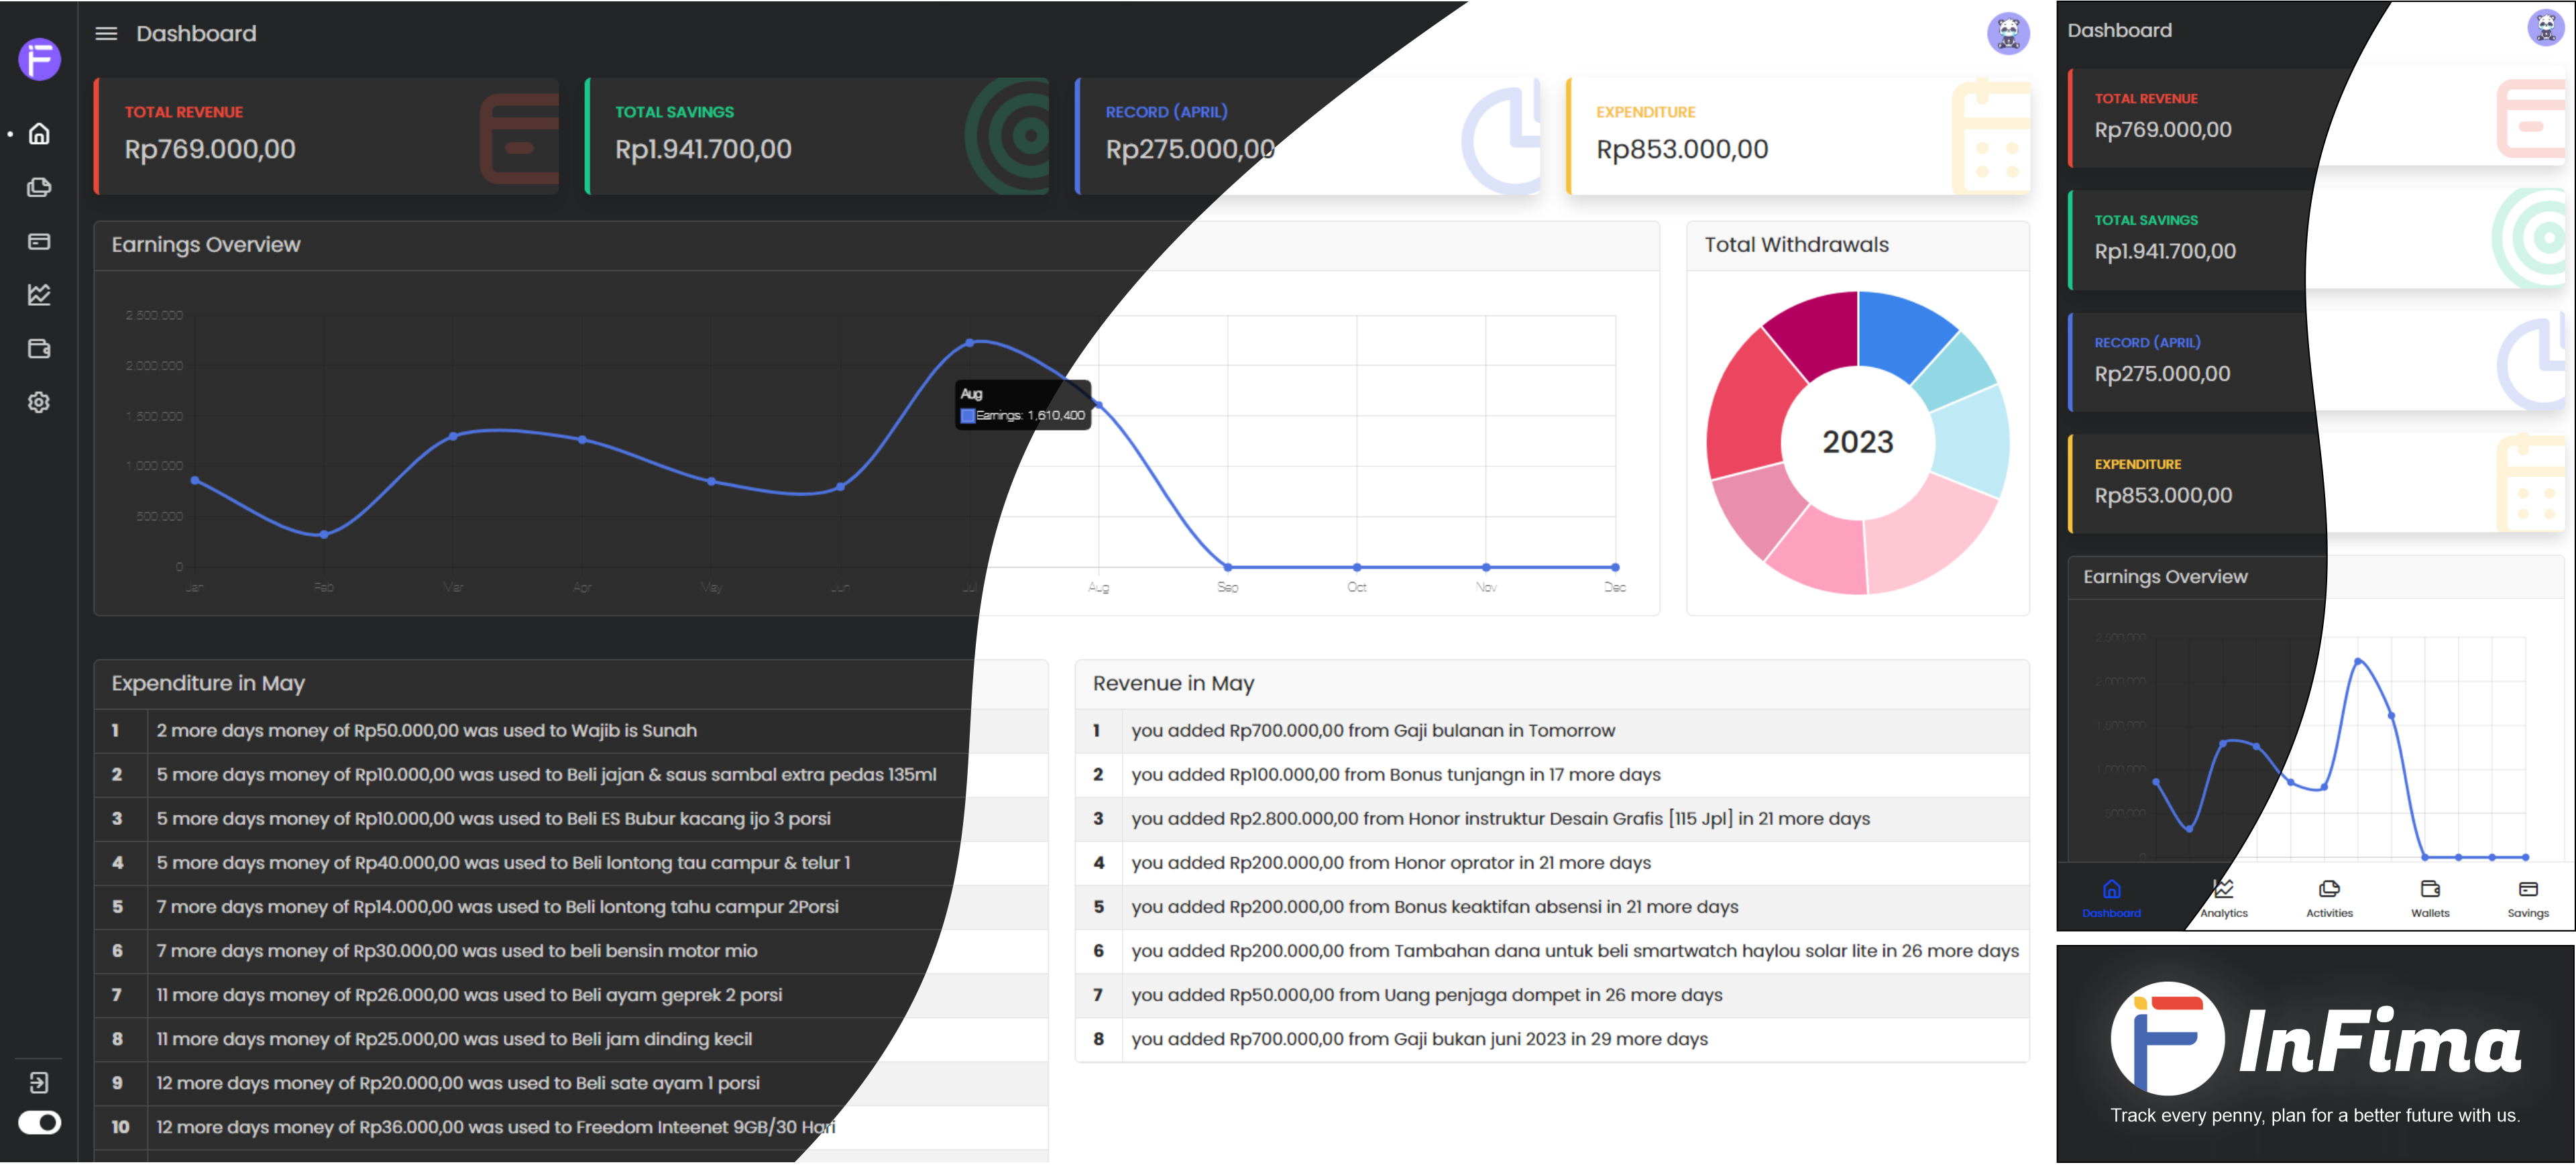 Dashboard
TOTAL REVENUE
Rp769.000,00
TOTAL SAVINGS
Rp1.941.700,00
RECORD (APRIL)
Rp275.000,00
EXPENDITURE
Rp853.000,00
Earnings Overview
2.500.000
2.000.000
1.500.000
1.000.000
500.000
0
Jan
Feb
Mar
Apr
May
Jun
Jul
Aug
Sep
Oct
Nov
Dec
Aug
Earnings: 1,610,400
Total Withdrawals
2023
Expenditure in May
1 2 more days money of Rp50.000,00 was used to Wajib is Sunah
2 5 more days money of Rp10.000,00 was used to Beli jajan & saus sambal extra pedas 135ml
3 5 more days money of Rp10.000,00 was used to Beli ES Bubur kacang ijo 3 porsi
4 5 more days money of Rp40.000,00 was used to Beli lontong tau campur & telur 1
5 7 more days money of Rp14.000,00 was used to Beli lontong tahu campur 2Porsi
6 7 more days money of Rp30.000,00 was used to beli bensin motor mio
7 11 more days money of Rp26.000,00 was used to Beli ayam geprek 2 porsi
8 11 more days money of Rp25.000,00 was used to Beli jam dinding kecil
9 12 more days money of Rp20.000,00 was used to Beli sate ayam 1 porsi
10 12 more days money of Rp36.000,00 was used to Freedom Inteenet 9GB/30 Hari
Revenue in May
1 you added Rp700.000,00 from Gaji bulanan in Tomorrow
2 you added Rp100.000,00 from Bonus tunjangn in 17 more days
3 you added Rp2.800.000,00 from Honor instruktur Desain Grafis [115 Jpl] in 21 more days
4 you added Rp200.000,00 from Honor oprator in 21 more days
5 you added Rp200.000,00 from Bonus keaktifan absensi in 21 more days
6 you added Rp200.000,00 from Tambahan dana untuk beli smartwatch haylou solar lite in 26 more days
7 you added Rp50.000,00 from Uang penjaga dompet in 26 more days
8 you added Rp700.000,00 from Gaji bukan juni 2023 in 29 more days
Dashboard
TOTAL REVENUE
Rp769.000,00
TOTAL SAVINGS
Rp1.941.700,00
RECORD (APRIL)
Rp275.000,00
EXPENDITURE
Rp853.000,00
Earnings Overview
2,500,000
2,000,000
1,500,000
1,000,000
500,000
0
Dashboard
Analytics
Activities
Wallets
Savings
InFima
Track every penny, plan for a better future with us.